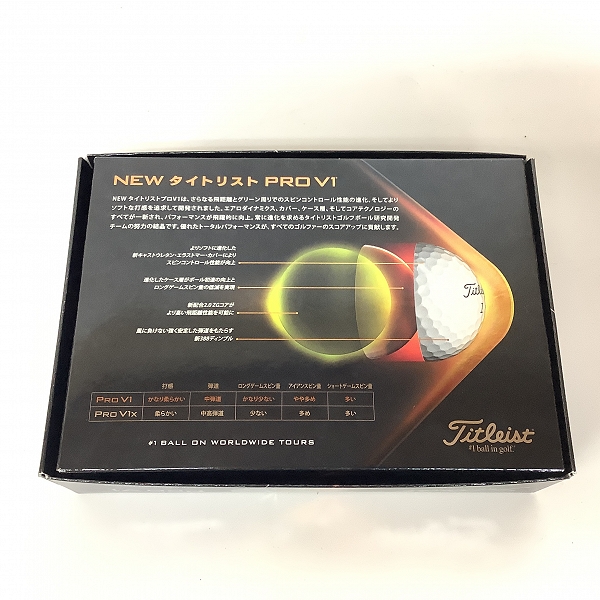 NEW タイトリスト PRO V1
NEW タイトリストプロV1は、さらなる飛距離とグリーン周りでのスピンコントロール性能の進化、そしてより
ソフトな打感を追求して開発されました。エアロダイナミクス、カバー、ケース層、そしてコアテクノロジーの
すべてが一新され、パフォーマンスが飛躍的に向上。常に進化を求めるタイトリストゴルフボール研究開発
チームの努力の結晶です。優れたトータルパフォーマンスが、すべてのゴルファーのスコアアップに貢献します。
よりソフトに進化した
新キャストウレタン・エラストマー・カバーにより
スピンコントロール性能が向上
進化したケース層がボール初速の向上と
ロングゲームスピン量の低減を実現
新配合2.0 ZGコアが
より高い飛距離性能を可能に
風に負けない強く安定した弾道をもたらす
新388ディンプル
Titleist
1
打感 弾道 ロングゲームスピン量 アイアンスピン量 ショートゲームスピン量
PRO V1 かなり柔らかい 中弾道 かなり少ない やや多め 多い
PRO V1x 柔らかい 中高弾道 少ない 多め 多い
#1 BALL ON WORLDWIDE TOURS
Titleist
#1 ball in golf.